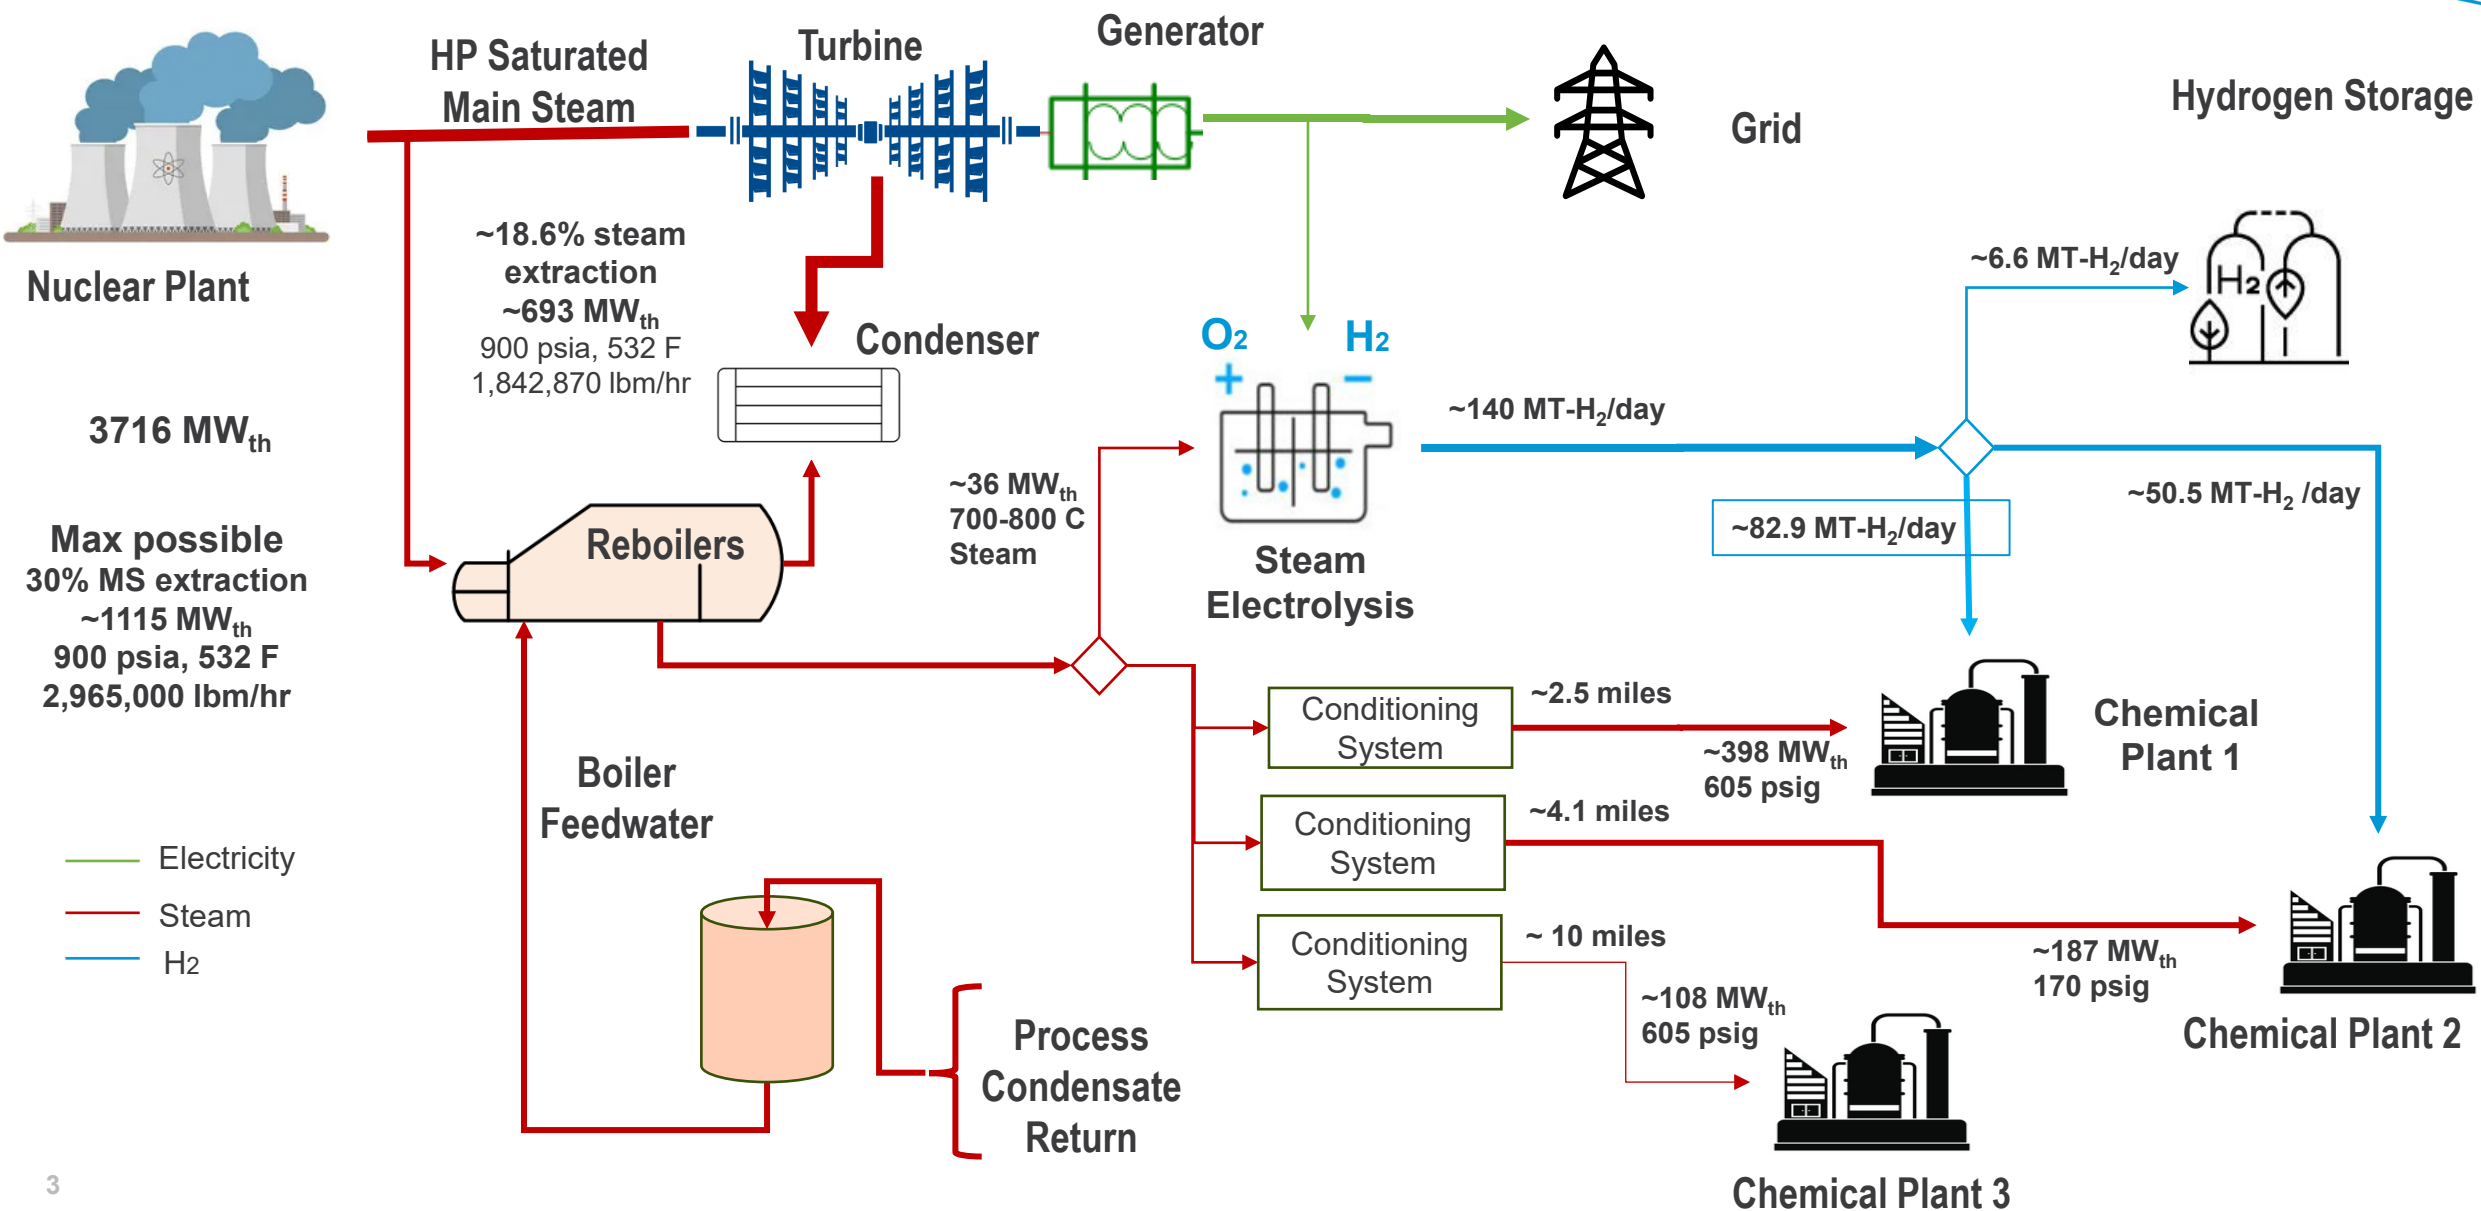 HP Saturated
Main Steam
Turbine
Generator
Grid
Hydrogen Storage
Nuclear Plant
3716 MWth
Max possible
30% MS extraction
~1115 MWth
900 psia, 532 F
2,965,000 lbm/hr
~18.6% steam
extraction
~693 MWth
900 psia, 532 F
1,842,870 lbm/hr
Condenser
Reboilers
~36 MWth
700-800 C
Steam
O2
H2
+
−
Steam
Electrolysis
~140 MT-H2/day
~6.6 MT-H2/day
H2
~82.9 MT-H2/day
~50.5 MT-H2 /day
Conditioning
System
~2.5 miles
~398 MWth
605 psig
Chemical
Plant 1
Conditioning
System
~4.1 miles
~187 MWth
170 psig
Chemical Plant 2
Conditioning
System
~ 10 miles
~108 MWth
605 psig
Chemical Plant 3
Boiler
Feedwater
Process
Condensate
Return
Electricity
Steam
H2
3